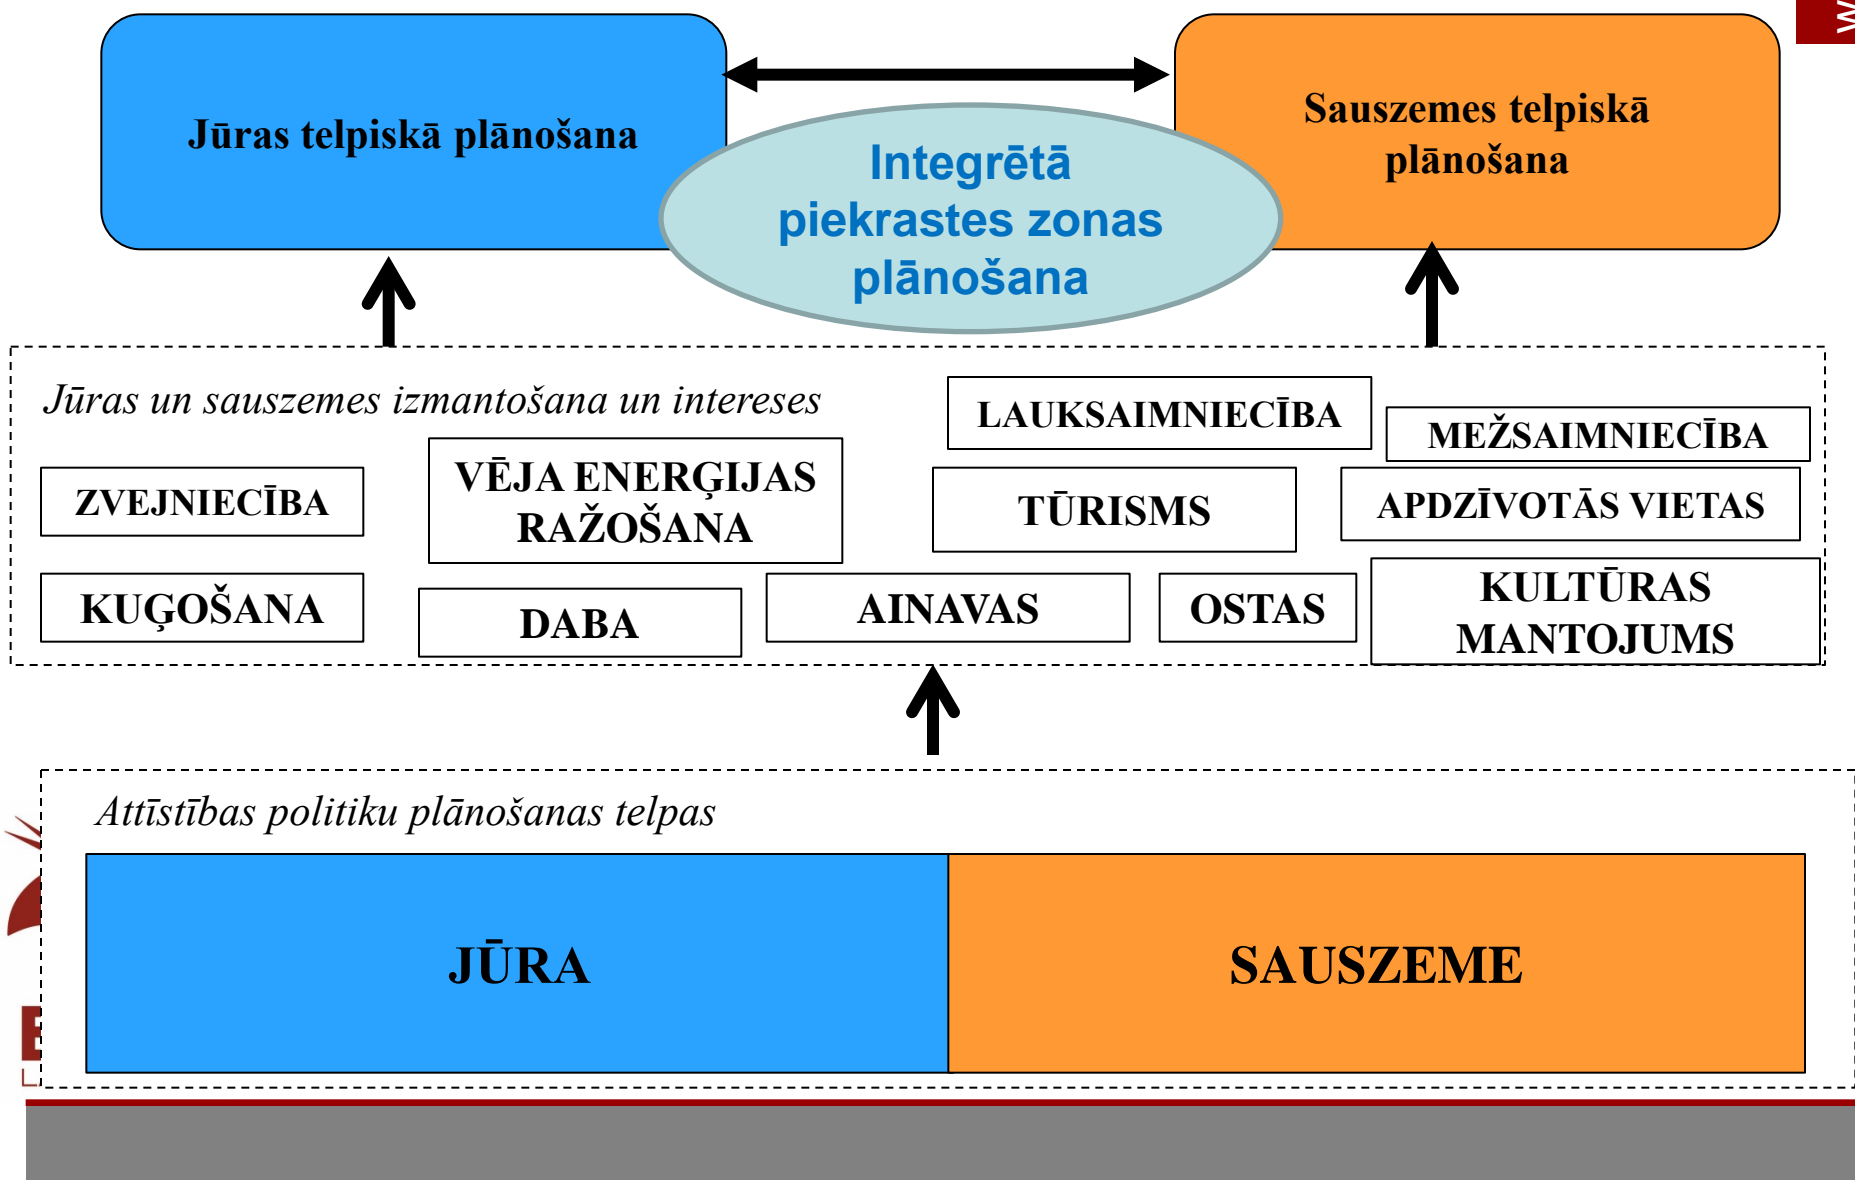 Jūras telpiskā plānošana
Sauszemes telpiskā
plānošana
Integrētā
piekrastes zonas
plānošana
Jūras un sauszemes izmantošana un intereses
LAUKSAIMNIECĪBA
MEŽSAIMNIECĪBA
ZVEJNIECĪBA
VĒJA ENERĢIJAS
RAŽOŠANA
TŪRISMS
APDZĪVOTĀS VIETAS
KUĢOŠANA
DABA
AINAVAS
OSTAS
KULTŪRAS
MANTOJUMS
Attīstības politiku plānošanas telpas
JŪRA
SAUSZEME